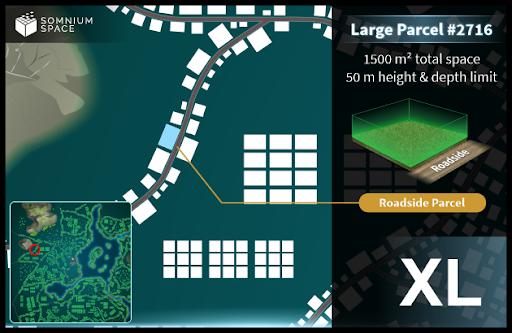 SOMNIUM
SPACE
Large Parcel #2716
1500 m² total space
50 m height & depth limit
Roadside
Roadside Parcel
XL